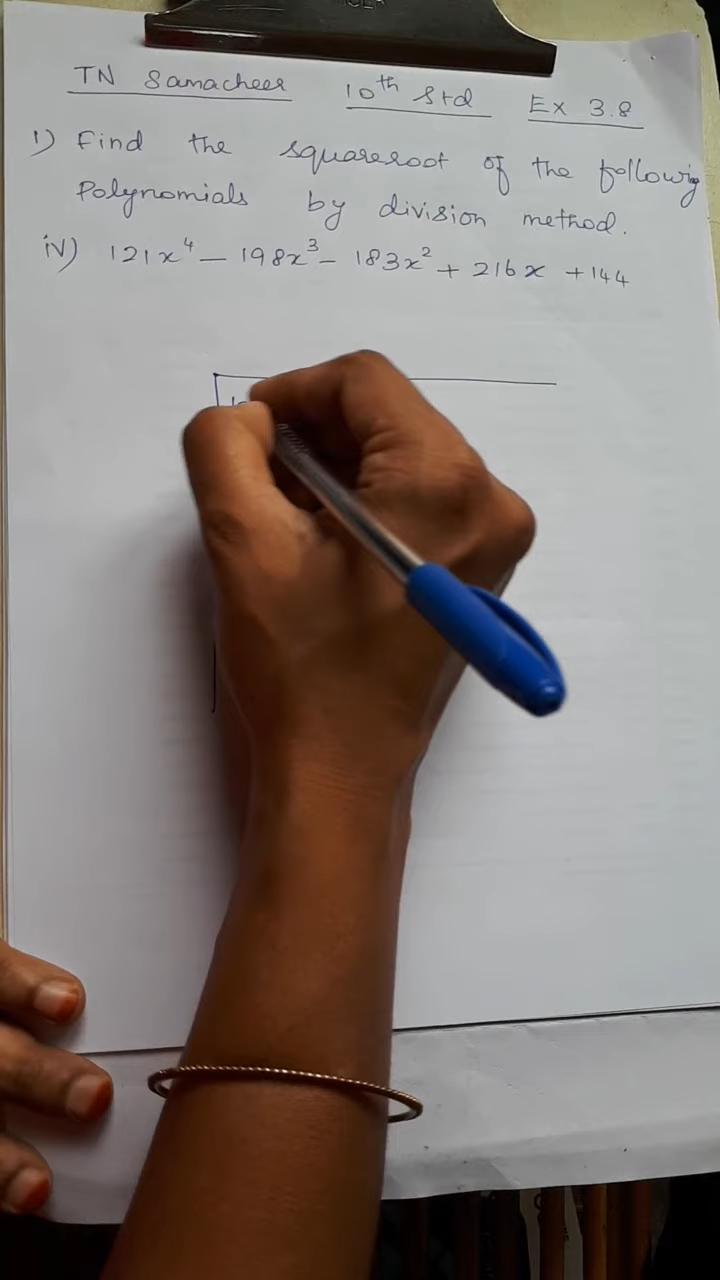 TN Samacheer 10th Std Ex 3.8
1) Find the squareroot of the followig
Polynomials by division method.
iv) 121x⁴ – 198x³ – 183x² + 216x + 144